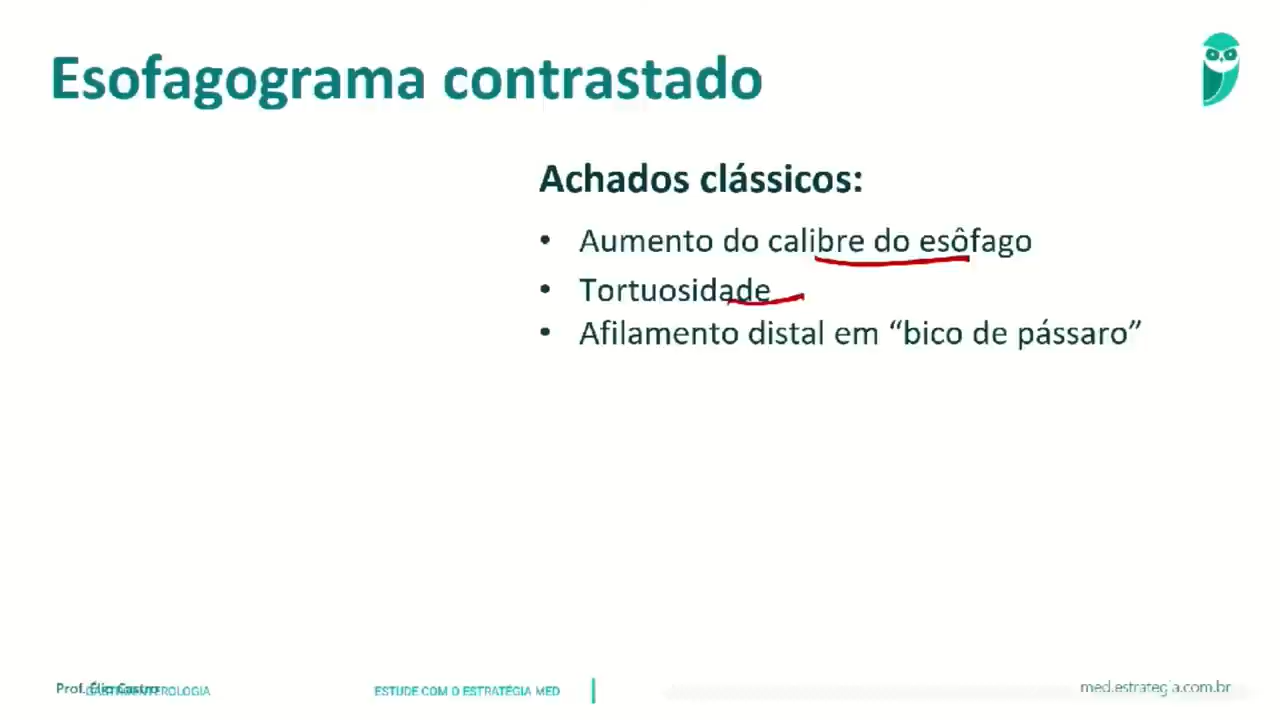 Esofagograma contrastado
Achados clássicos:
• Aumento do calibre do esôfago
• Tortuosidade
• Afilamento distal em “bico de pássaro”
Prof. Élio Castro
GASTROENTEROLOGIA
ESTUDE COM O ESTRATÉGIA MED
med.estrategia.com.br